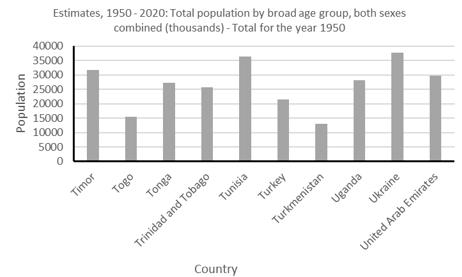 Estimates, 1950 - 2020: Total population by broad age group, both sexes
combined (thousands) - Total for the year 1950
40000
35000
30000
25000
20000
15000
10000
5000
0
Population
Timor
Togo
Tonga
Trinidad and Tobago
Tunisia
Turkey
Turkmenistan
Uganda
Ukraine
United Arab Emirates
Country